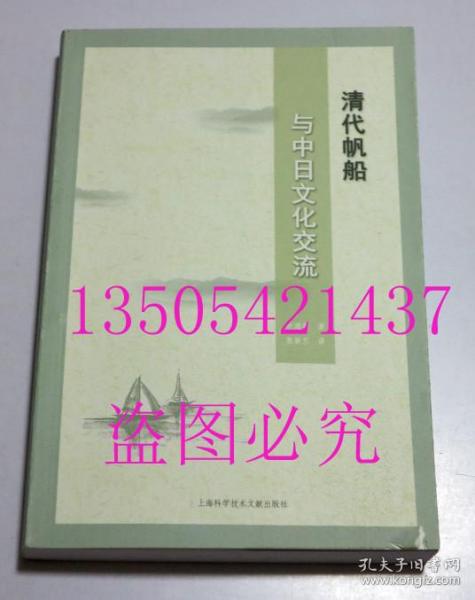 清代帆船
与中日文化交流
13505421437
盗图必究
上海科学技术文献出版社
孔夫子旧书网
www.kongfz.com